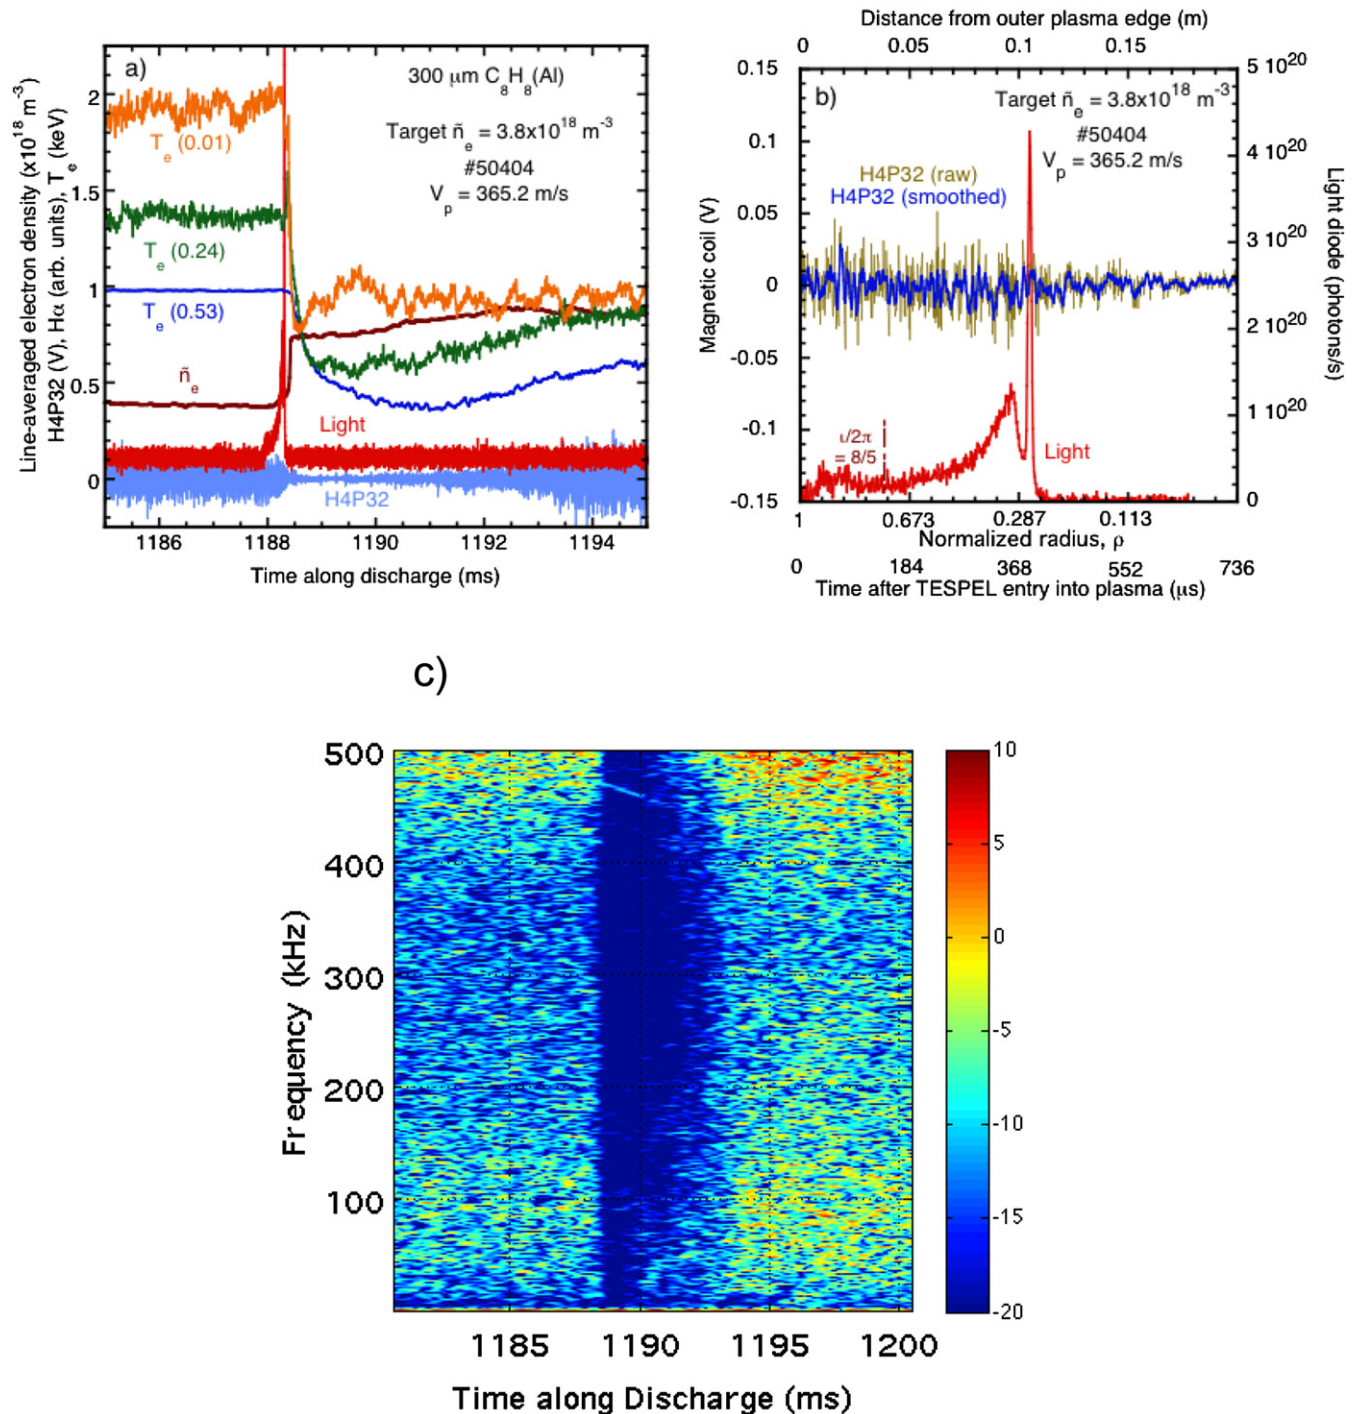 a)
300 μm C8H8(Al)
Target ñe = 3.8x10^18 m^-3
#50404
Vp = 365.2 m/s
Te (0.01)
Te (0.24)
Te (0.53)
ñe
Light
H4P32
Line-averaged electron density (x10^18 m^-3)
H4P32 (V), Hα (arb. units), Te (keV)
2
1.5
1
0.5
0
1186 1188 1190 1192 1194
Time along discharge (ms)
Distance from outer plasma edge (m)
0 0.05 0.1 0.15
b)
Target ñe = 3.8x10^18 m^-3
#50404
Vp = 365.2 m/s
H4P32 (raw)
H4P32 (smoothed)
ι/2π
= 8/5
Light
Magnetic coil (V)
0.15
0.1
0.05
0
-0.05
-0.1
-0.15
5 10^20
4 10^20
3 10^20
2 10^20
1 10^20
0
Light diode (photons/s)
1 0.673 0.287 0.113
Normalized radius, ρ
0 184 368 552 736
Time after TESPEL entry into plasma (μs)
c)
Frequency (kHz)
500
400
300
200
100
1185 1190 1195 1200
Time along Discharge (ms)
10
5
0
-5
-10
-15
-20